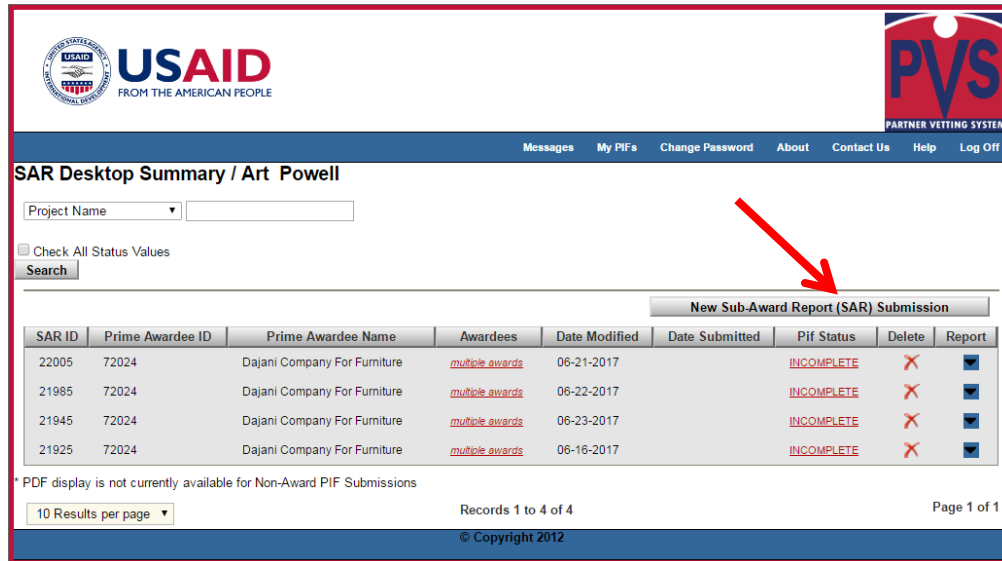 UNITED STATES AGENCY
USAID
INTERNATIONAL DEVELOPMENT
USAID
FROM THE AMERICAN PEOPLE
PVS
PARTNER VETTING SYSTEM
Messages My PIFs Change Password About Contact Us Help Log Off
SAR Desktop Summary / Art Powell
Project Name
Check All Status Values
Search
New Sub-Award Report (SAR) Submission
SAR ID Prime Awardee ID Prime Awardee Name Awardees Date Modified Date Submitted Pif Status Delete Report
22005 72024 Dajani Company For Furniture multiple awards 06-21-2017 INCOMPLETE
21985 72024 Dajani Company For Furniture multiple awards 06-22-2017 INCOMPLETE
21945 72024 Dajani Company For Furniture multiple awards 06-23-2017 INCOMPLETE
21925 72024 Dajani Company For Furniture multiple awards 06-16-2017 INCOMPLETE
* PDF display is not currently available for Non-Award PIF Submissions
10 Results per page Records 1 to 4 of 4 Page 1 of 1
© Copyright 2012